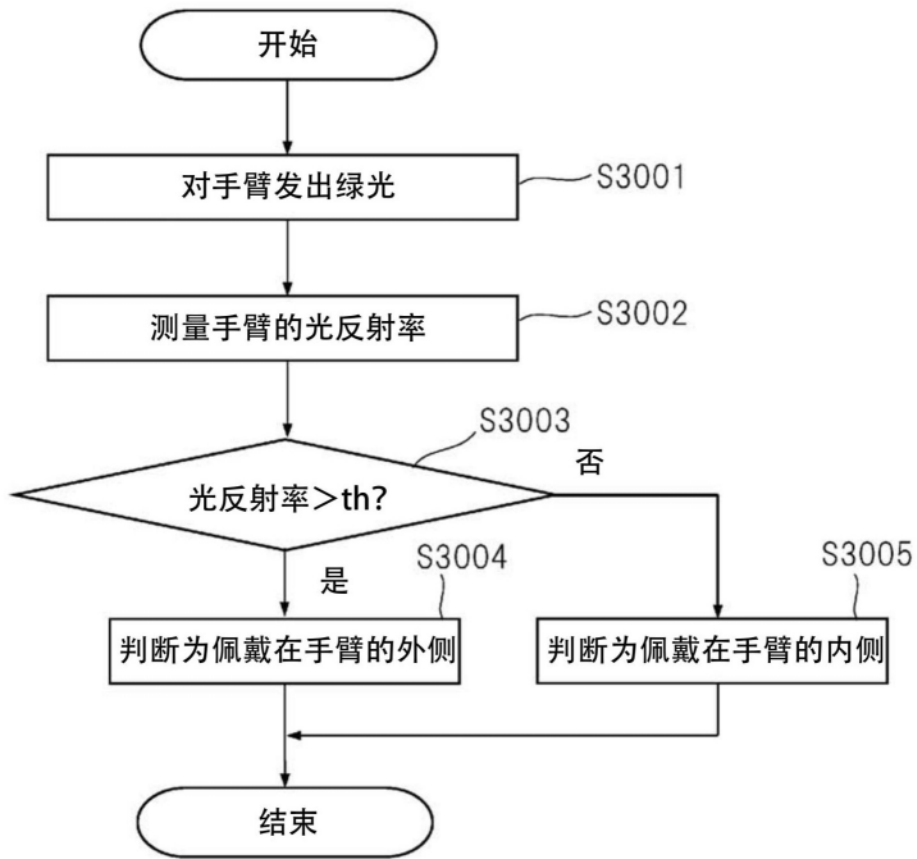 开始
对手臂发出绿光
S3001
测量手臂的光反射率
S3002
S3003
光反射率>th?
否
是
S3004
S3005
判断为佩戴在手臂的外侧
判断为佩戴在手臂的内侧
结束